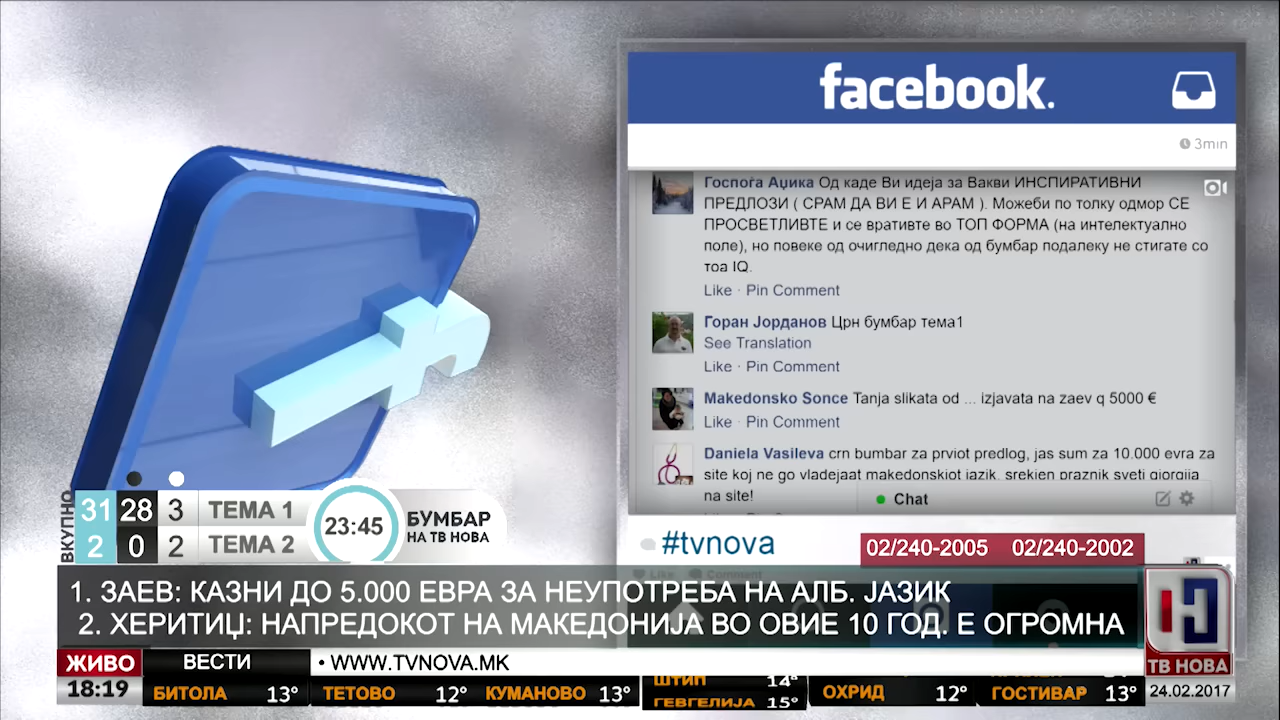 facebook.
3min
Госпоѓа Аџика Од каде Ви идеја за Вакви ИНСПИРАТИВНИ
ПРЕДЛОЗИ ( СРАМ ДА ВИ Е И АРАМ ). Можеби по толку одмор СЕ
ПРОСВЕТЛИВТЕ и се вративте во ТОП ФОРМА (на интелектуално
поле), но повеке од очигледно дека од бумбар подалеку не стигате со
тоа IQ.
Like · Pin Comment
Горан Јорданов Црн бумбар тема1
See Translation
Like · Pin Comment
Makedonsko Sonce Tanja slikata od ... izjavata na zaev q 5000 €
Like · Pin Comment
Daniela Vasileva crn bumbar za prviot predlog, jas sum za 10.000 evra za
site koj ne go vladejaat makedonskiot jazik. srekjen praznik sveti giorgija
na site!
Chat
#tvnova
02/240-2005 02/240-2002
ВКУПНО
31 28 3 ТЕМА 1
2 0 2 ТЕМА 2
23:45
БУМБАР
НА ТВ НОВА
1. ЗАЕВ: КАЗНИ ДО 5.000 ЕВРА ЗА НЕУПОТРЕБА НА АЛБ. ЈАЗИК
2. ХЕРИТИЏ: НАПРЕДОКОТ НА МАКЕДОНИЈА ВО ОВИЕ 10 ГОД. Е ОГРОМНА
ЖИВО ВЕСТИ • WWW.TVNOVA.MK
ТВ НОВА
18:19 БИТОЛА 13° ТЕТОВО 12° КУМАНОВО 13° ШТИП 14°
ГЕВГЕЛИЈА 15° ОХРИД 12° ГОСТИВАР 13° 24.02.2017